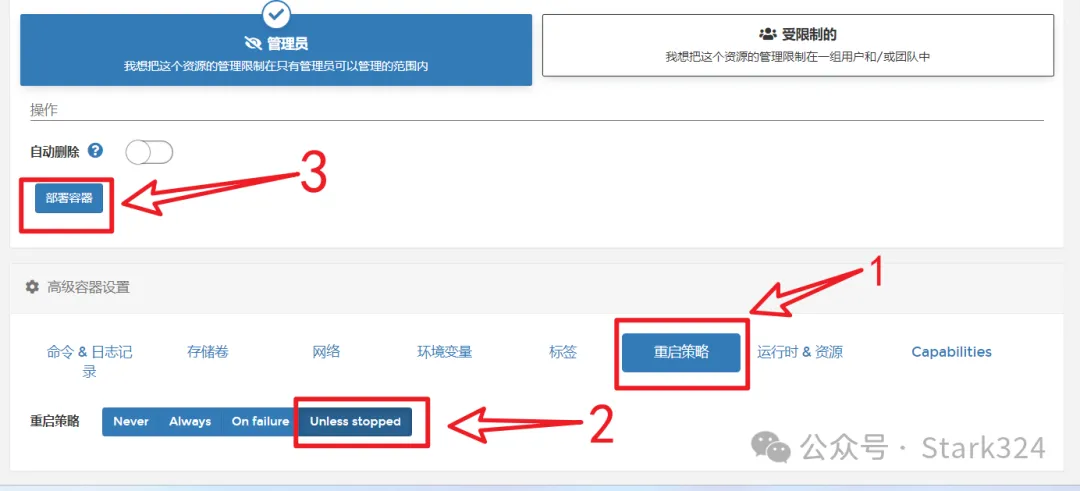 管理员
我想把这个资源的管理限制在只有管理员可以管理的范围内
受限制的
我想把这个资源的管理限制在一组用户和/或团队中
操作
自动删除
3
部署容器
1
高级容器设置
命令 & 日志记
录
存储卷
网络
环境变量
标签
重启策略
运行时 & 资源
Capabilities
重启策略
Never
Always
On failure
Unless stopped
2
公众号 · Stark324